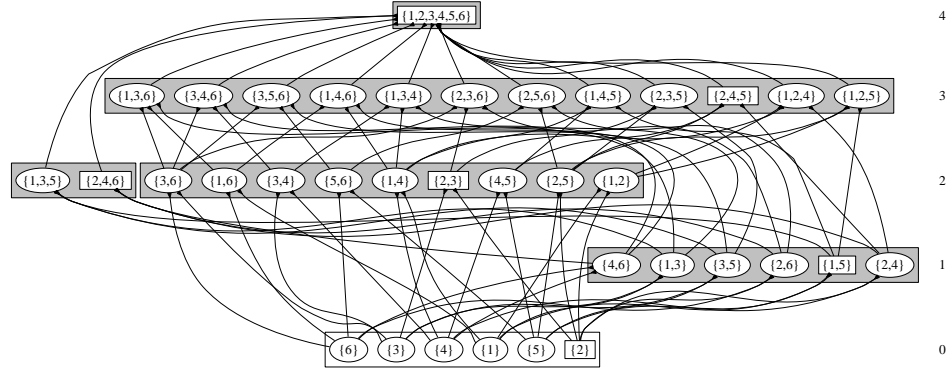 {1,2,3,4,5,6} 4
{1,3,6} {3,4,6} {3,5,6} {1,4,6} {1,3,4} {2,3,6} {2,5,6} {1,4,5} {2,3,5} {2,4,5} {1,2,4} {1,2,5} 3
{1,3,5} {2,4,6} {3,6} {1,6} {3,4} {5,6} {1,4} {2,3} {4,5} {2,5} {1,2} 2
{4,6} {1,3} {3,5} {2,6} {1,5} {2,4} 1
{6} {3} {4} {1} {5} {2} 0